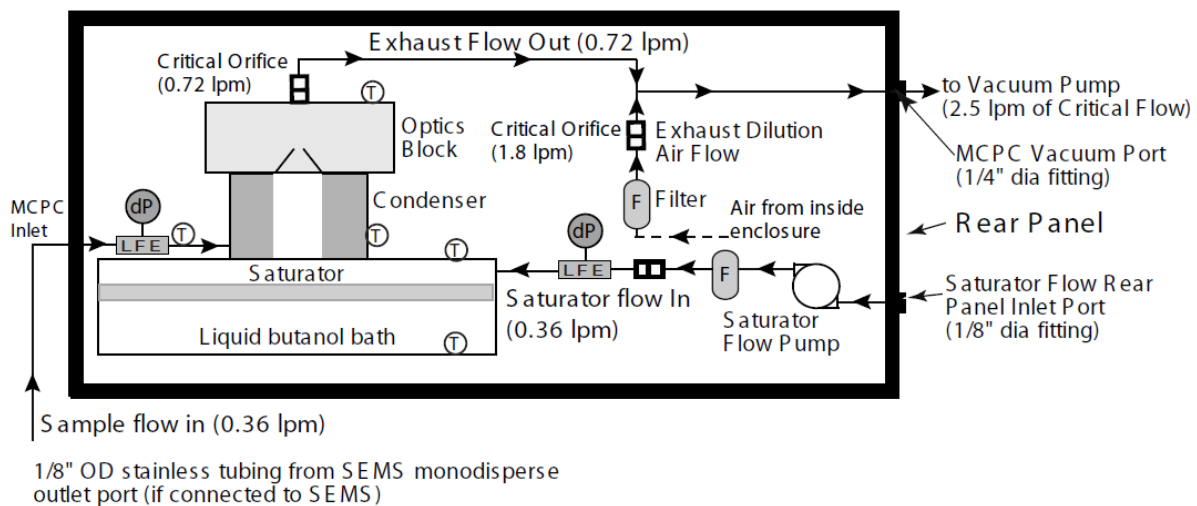 Exhaust Flow Out (0.72 lpm)
Critical Orifice
(0.72 lpm)
T
Optics
Block
Critical Orifice
(1.8 lpm)
Exhaust Dilution
Air Flow
to Vacuum Pump
(2.5 lpm of Critical Flow)
MCPC Vacuum Port
(1/4" dia fitting)
MCPC
Inlet
dP
LFE
T
Condenser
T
F
Filter
Air from inside
enclosure
Rear Panel
Saturator
T
dP
LFE
F
Saturator flow In
(0.36 lpm)
Saturator
Flow Pump
Saturator Flow Rear
Panel Inlet Port
(1/8" dia fitting)
Liquid butanol bath
T
Sample flow in (0.36 lpm)
1/8" OD stainless tubing from SEMS monodisperse
outlet port (if connected to SEMS)